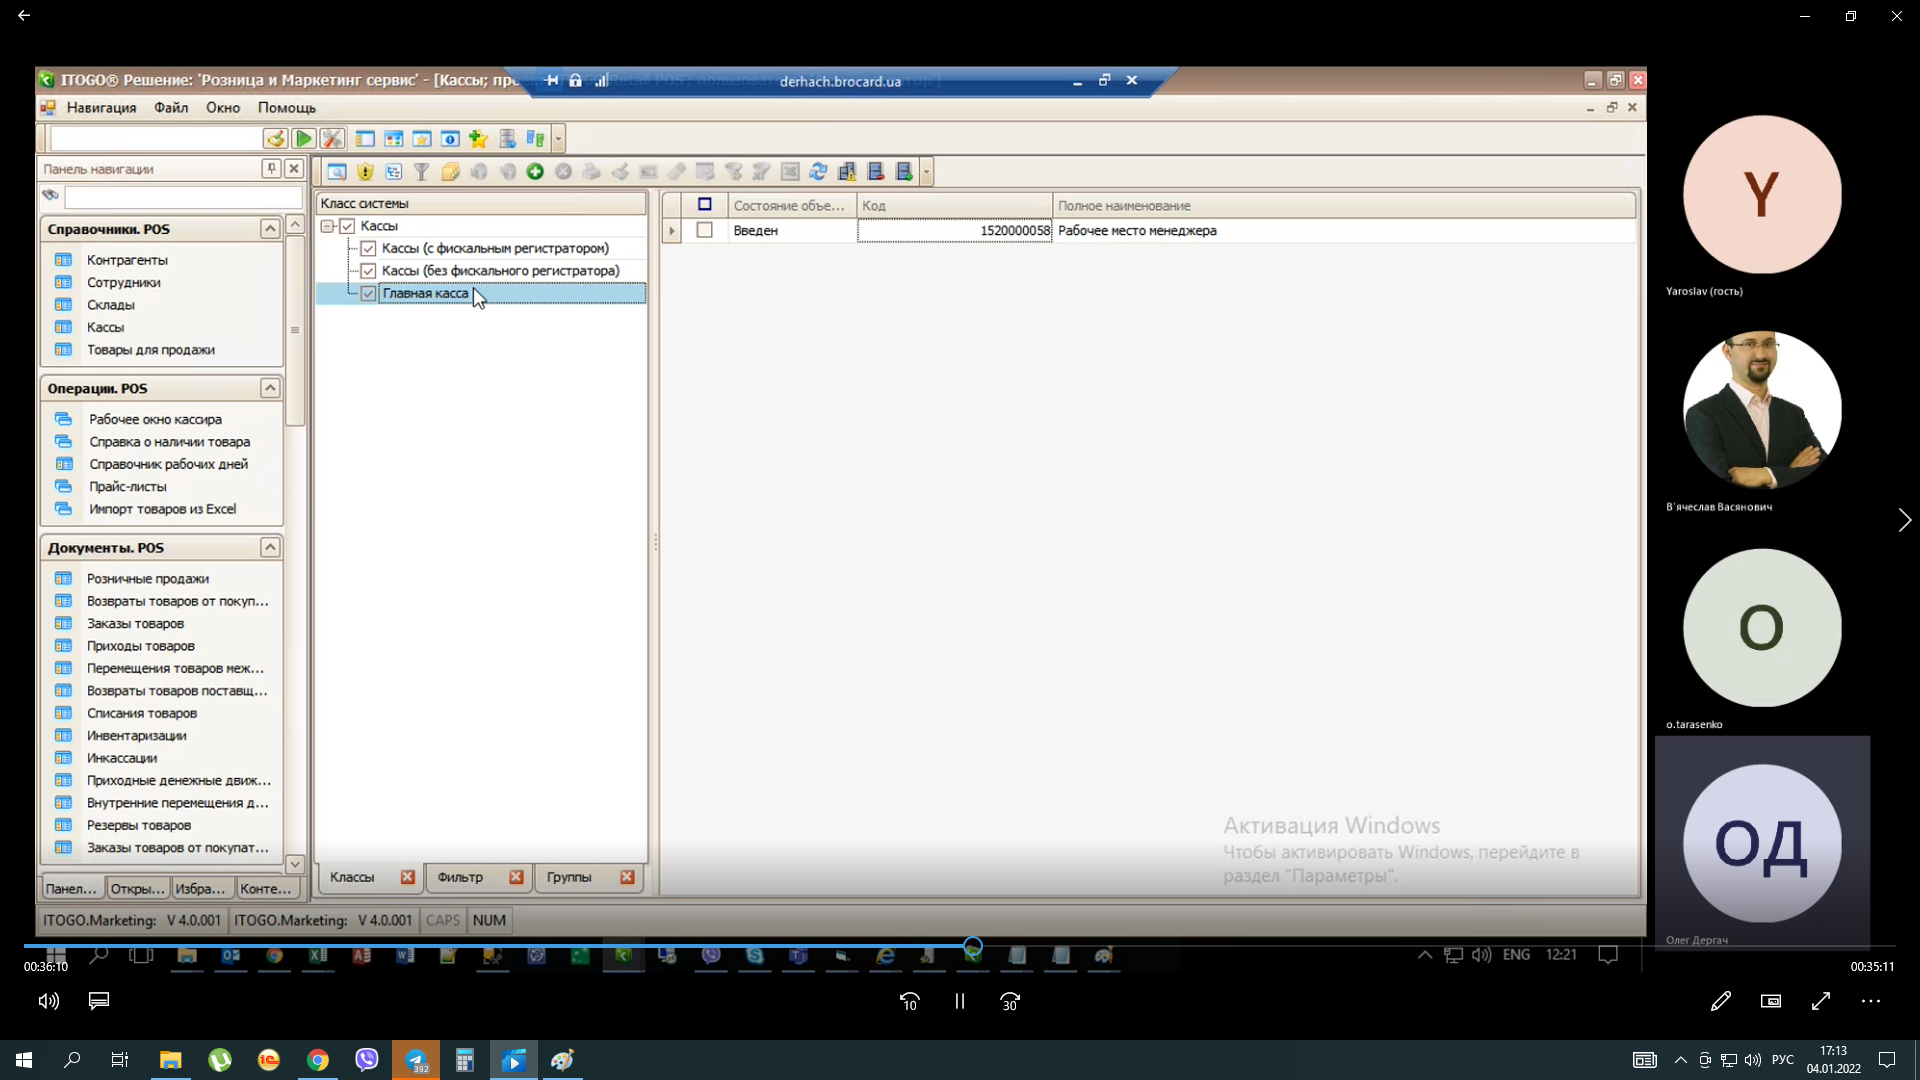 ITOGO® Решение: 'Розница и Маркетинг сервис' - [Кассы; про
derhach.brocard.ua
Навигация Файл Окно Помощь
Панель навигации
Справочники. POS
Контрагенты
Сотрудники
Склады
Кассы
Товары для продажи
Операции. POS
Рабочее окно кассира
Справка о наличии товара
Справочник рабочих дней
Прайс-листы
Импорт товаров из Excel
Документы. POS
Розничные продажи
Возвраты товаров от покуп...
Заказы товаров
Приходы товаров
Перемещения товаров меж...
Возвраты товаров поставщ...
Списания товаров
Инвентаризации
Инкассации
Приходные денежные движ...
Внутренние перемещения д...
Резервы товаров
Заказы товаров от покупат...
Панел... Откры... Избра... Конте...
Класс системы
Кассы
Кассы (с фискальным регистратором)
Кассы (без фискального регистратора)
Главная касса
Классы Фильтр Группы
Состояние объе... Код Полное наименование
Введен 1520000058 Рабочее место менеджера
Активация Windows
Чтобы активировать Windows, перейдите в
раздел "Параметры".
ITOGO.Marketing: V 4.0.001 ITOGO.Marketing: V 4.0.001 CAPS NUM
Y
Yaroslav (гость)
В'ячеслав Васянович
O
o.tarasenko
ОД
Олег Дергач
ENG 12:21
00:36:10
00:35:11
10
30
392
РУС
17:13
04.01.2022